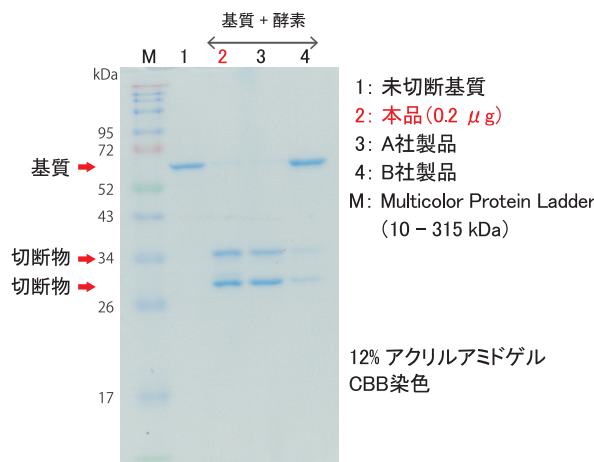 基質 + 酵素
M 1 2 3 4
kDa
95
72
基質
52
43
切断物 34
切断物
26
17
1: 未切断基質
2: 本品(0.2 μg)
3: A社製品
4: B社製品
M: Multicolor Protein Ladder
(10 - 315 kDa)
12% アクリルアミドゲル
CBB染色